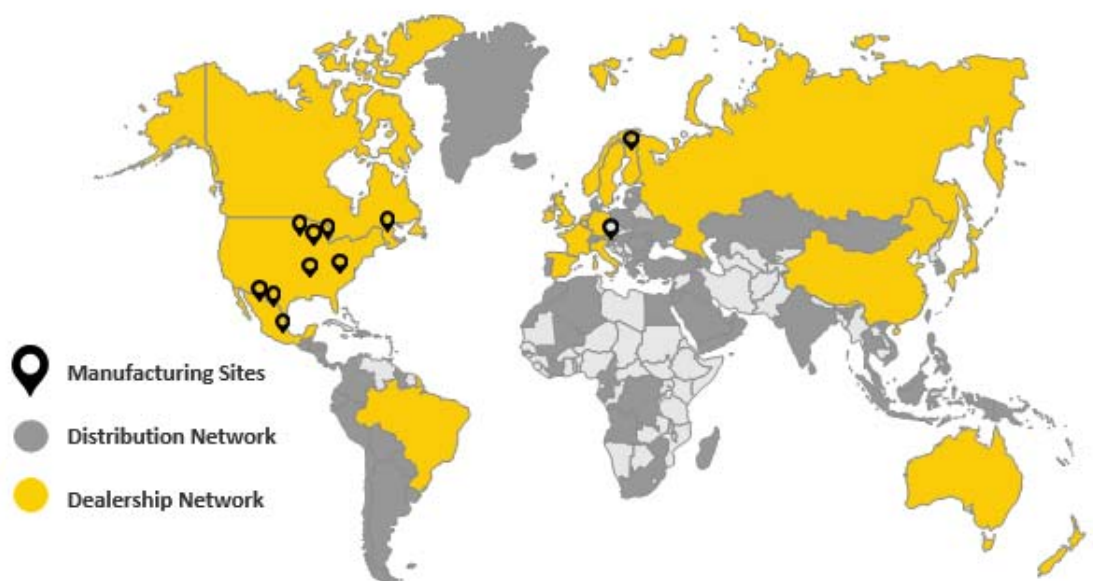 Manufacturing Sites
Distribution Network
Dealership Network